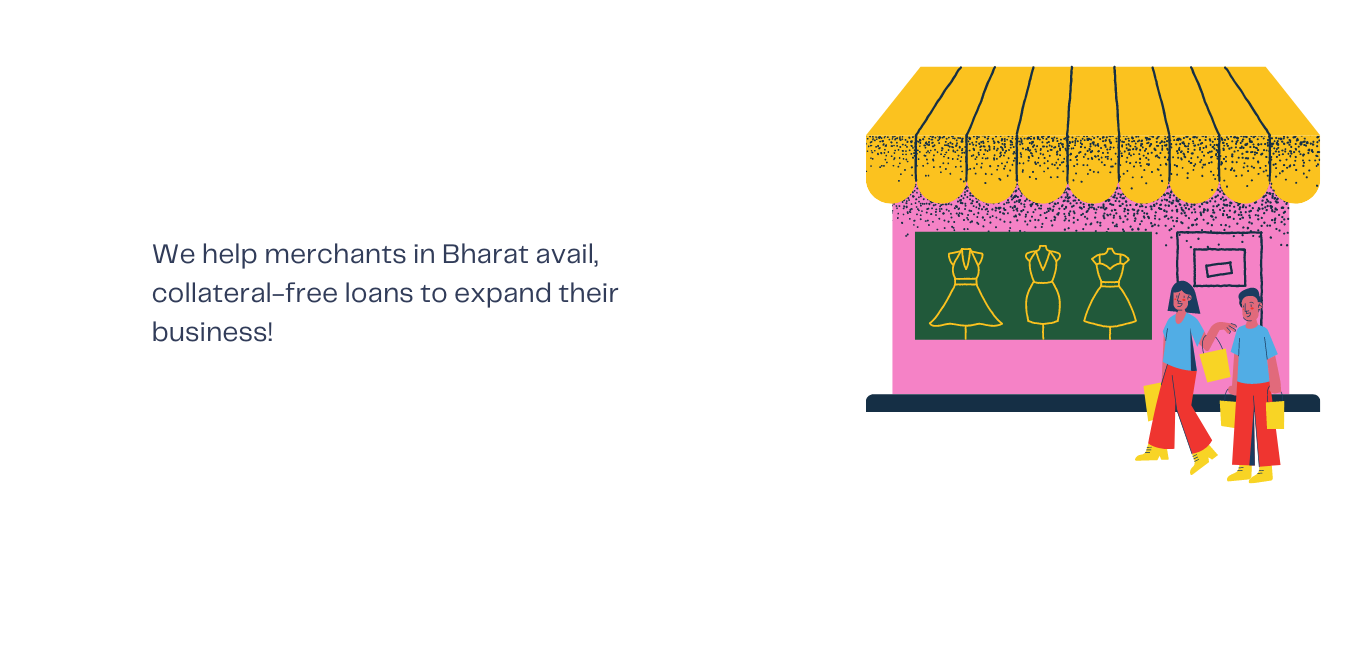 We help merchants in Bharat avail,
collateral-free loans to expand their
business!